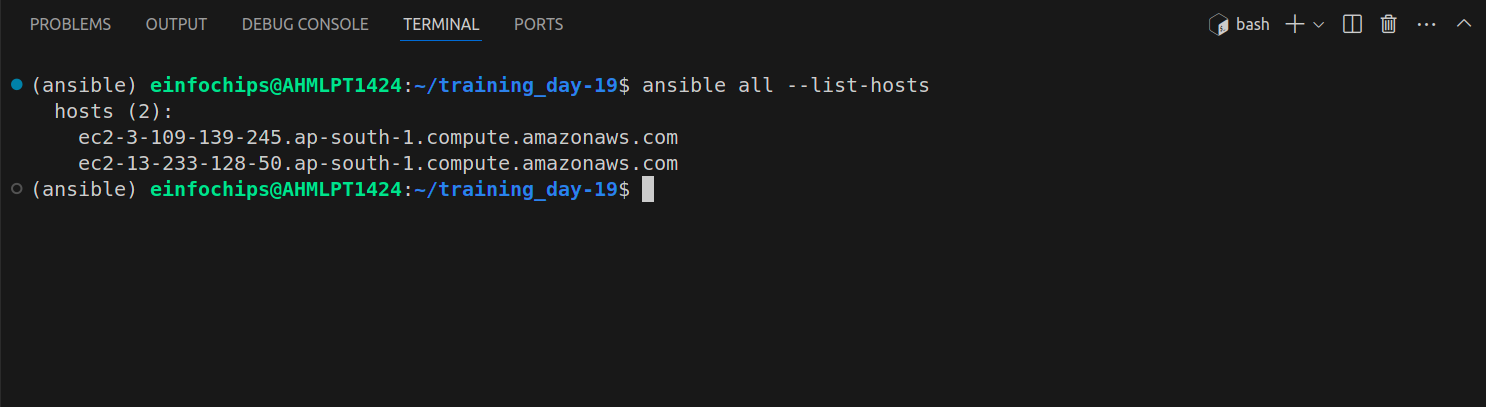 PROBLEMS OUTPUT DEBUG CONSOLE TERMINAL PORTS bash
(ansible) einfochips@AHMLPT1424:~/training_day-19$ ansible all --list-hosts
hosts (2):
ec2-3-109-139-245.ap-south-1.compute.amazonaws.com
ec2-13-233-128-50.ap-south-1.compute.amazonaws.com
(ansible) einfochips@AHMLPT1424:~/training_day-19$